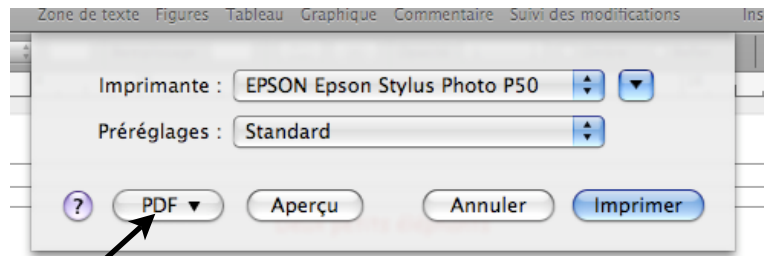 Zone de texte Figures Tableau Graphique Commentaire Suivi des modifications Ins
Imprimante : EPSON Epson Stylus Photo P50
Préréglages : Standard
? PDF ▼ Aperçu Annuler Imprimer